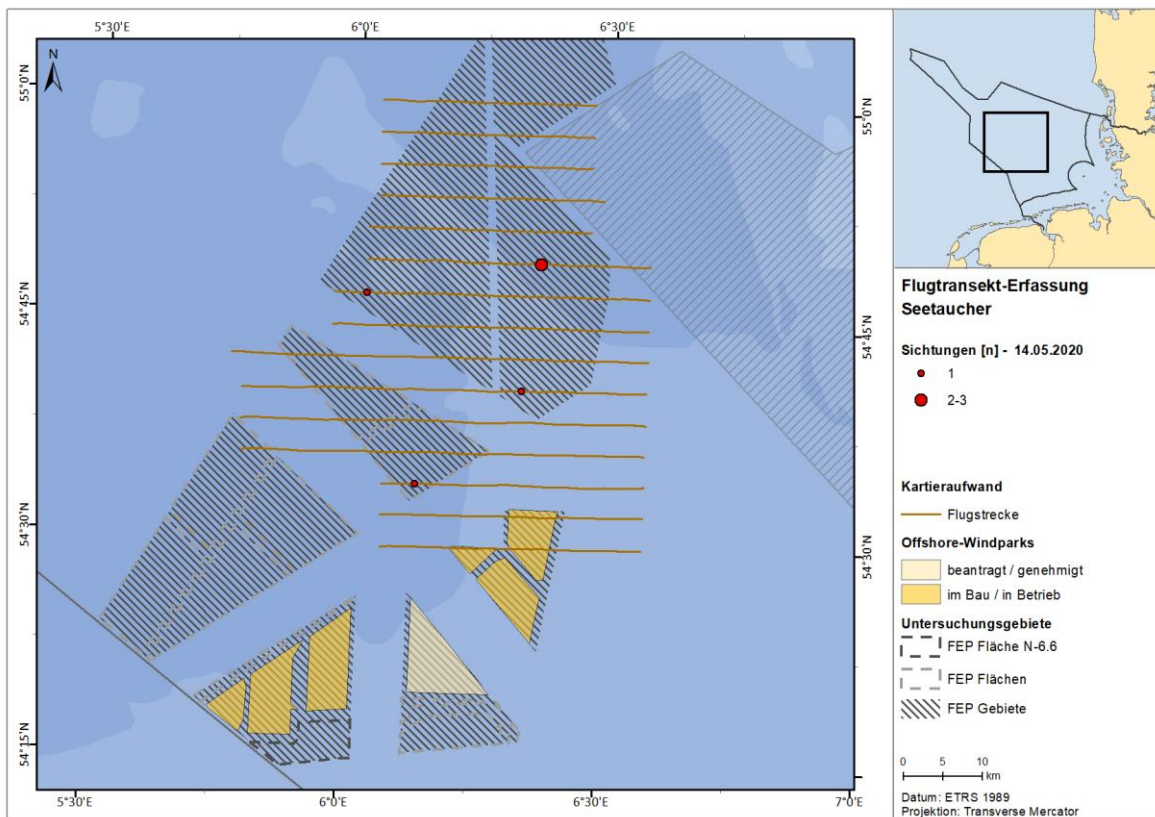 5°30'E
6°0'E
6°30'E
N
55°0'N
54°45'N
54°30'N
54°15'N
55°0'N
54°45'N
54°30'N
5°30'E
6°0'E
6°30'E
7°0'E
Flugtransekt-Erfassung
Seetaucher
Sichtungen [n] - 14.05.2020
1
2-3
Kartieraufwand
Flugstrecke
Offshore-Windparks
beantragt / genehmigt
im Bau / in Betrieb
Untersuchungsgebiete
FEP Fläche N-6.6
FEP Flächen
FEP Gebiete
0 5 10
km
Datum: ETRS 1989
Projektion: Transverse Mercator